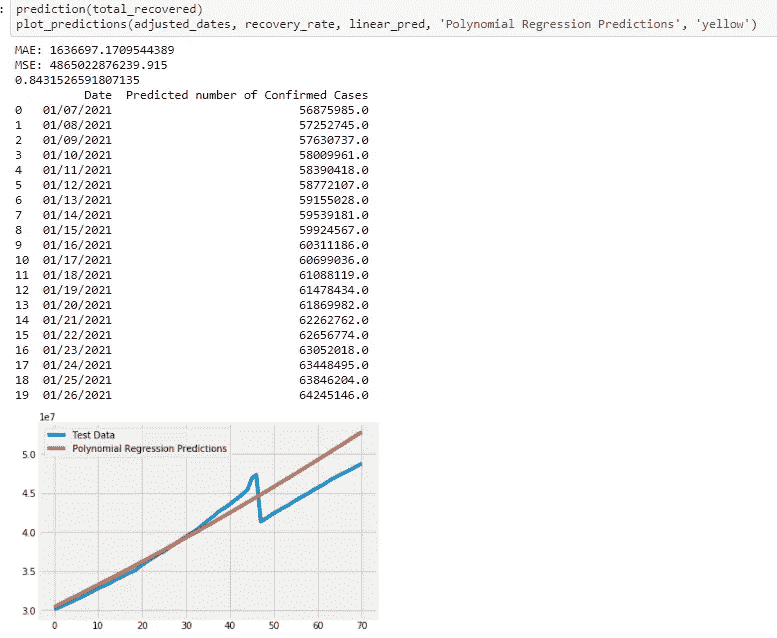 : prediction(total_recovered)
plot_predictions(adjusted_dates, recovery_rate, linear_pred, 'Polynomial Regression Predictions', 'yellow')
MAE: 1636697.1709544389
MSE: 4865022876239.915
0.8431526591807135
Date Predicted number of Confirmed Cases
0 01/07/2021 56875985.0
1 01/08/2021 57252745.0
2 01/09/2021 57630737.0
3 01/10/2021 58009961.0
4 01/11/2021 58390418.0
5 01/12/2021 58772107.0
6 01/13/2021 59155028.0
7 01/14/2021 59539181.0
8 01/15/2021 59924567.0
9 01/16/2021 60311186.0
10 01/17/2021 60699036.0
11 01/18/2021 61088119.0
12 01/19/2021 61478434.0
13 01/20/2021 61869982.0
14 01/21/2021 62262762.0
15 01/22/2021 62656774.0
16 01/23/2021 63052018.0
17 01/24/2021 63448495.0
18 01/25/2021 63846204.0
19 01/26/2021 64245146.0
1e7
Test Data
Polynomial Regression Predictions
5.0
4.5
4.0
3.5
3.0
0 10 20 30 40 50 60 70